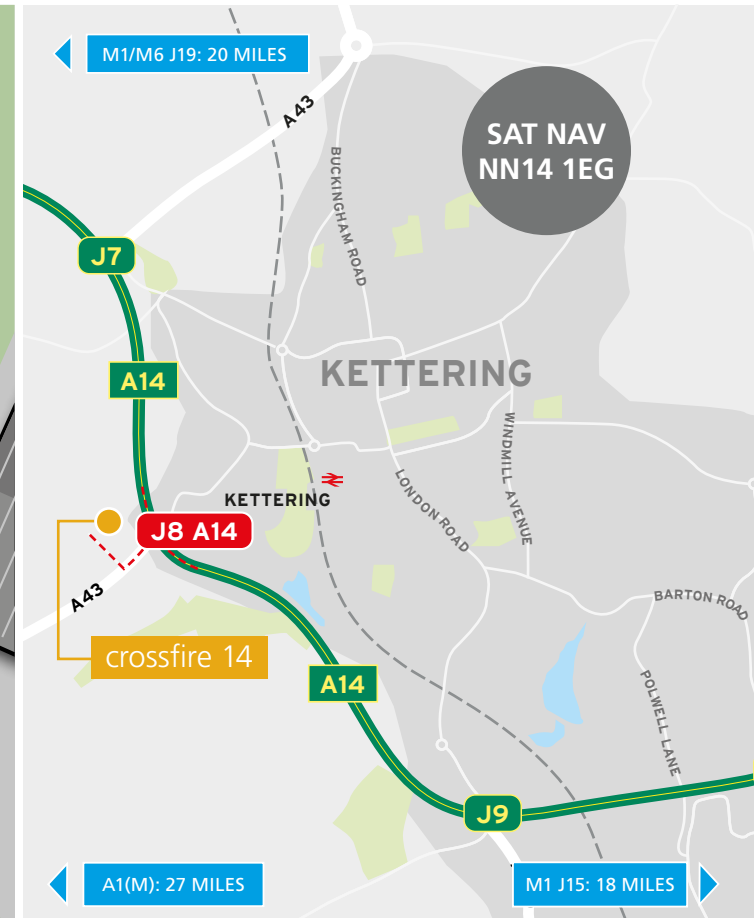 M1/M6 J19: 20 MILES
A43
SAT NAV
NN14 1EG
BUCKINGHAM ROAD
J7
KETTERING
A14
WINDMILL AVENUE
LONDON ROAD
KETTERING
J8 A14
A43
BARTON ROAD
crossfire 14
A14
POLWELL LANE
J9
A1(M): 27 MILES
M1 J15: 18 MILES